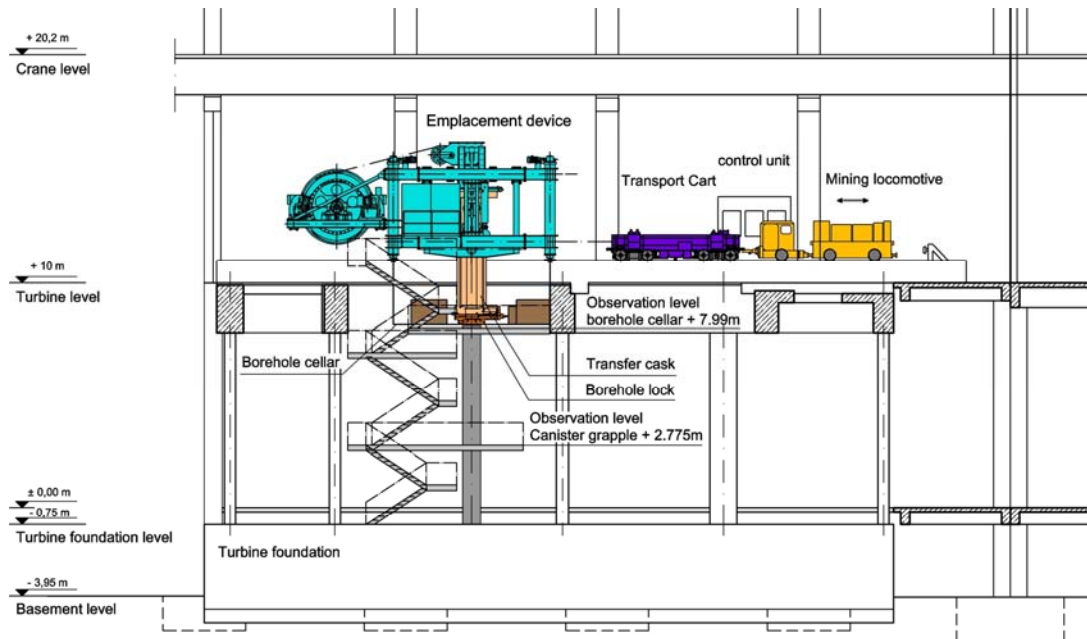 + 20,2 m
Crane level
Emplacement device
control unit
Transport Cart
Mining locomotive
+ 10 m
Turbine level
Observation level
borehole cellar + 7.99m
Borehole cellar
Transfer cask
Borehole lock
Observation level
Canister grapple + 2.775m
± 0,00 m
- 0,75 m
Turbine foundation level
Turbine foundation
- 3,95 m
Basement level